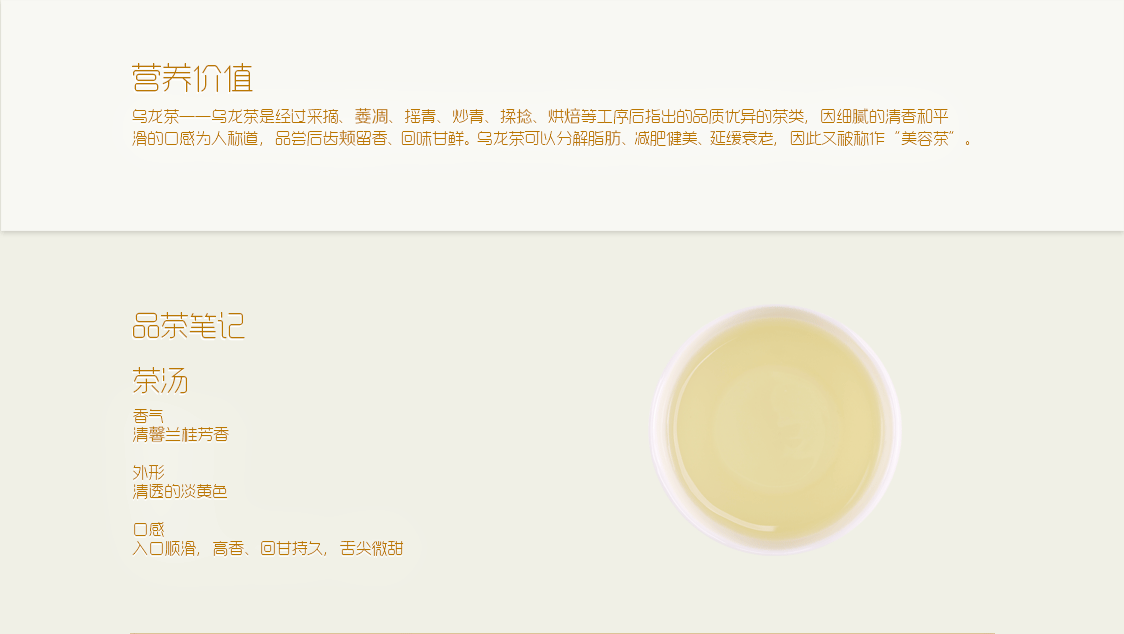 营养价值
乌龙茶——乌龙茶是经过采摘、萎凋、摇青、炒青、揉捻、烘焙等工序后指出的品质优异的茶类，因细腻的清香和平
滑的口感为人称道，品尝后齿颊留香、回味甘鲜。乌龙茶可以分解脂肪、减肥健美、延缓衰老，因此又被称作“美容茶”。
品茶笔记
茶汤
香气
清馨兰桂芳香
外形
清透的淡黄色
口感
入口顺滑，高香、回甘持久，舌尖微甜